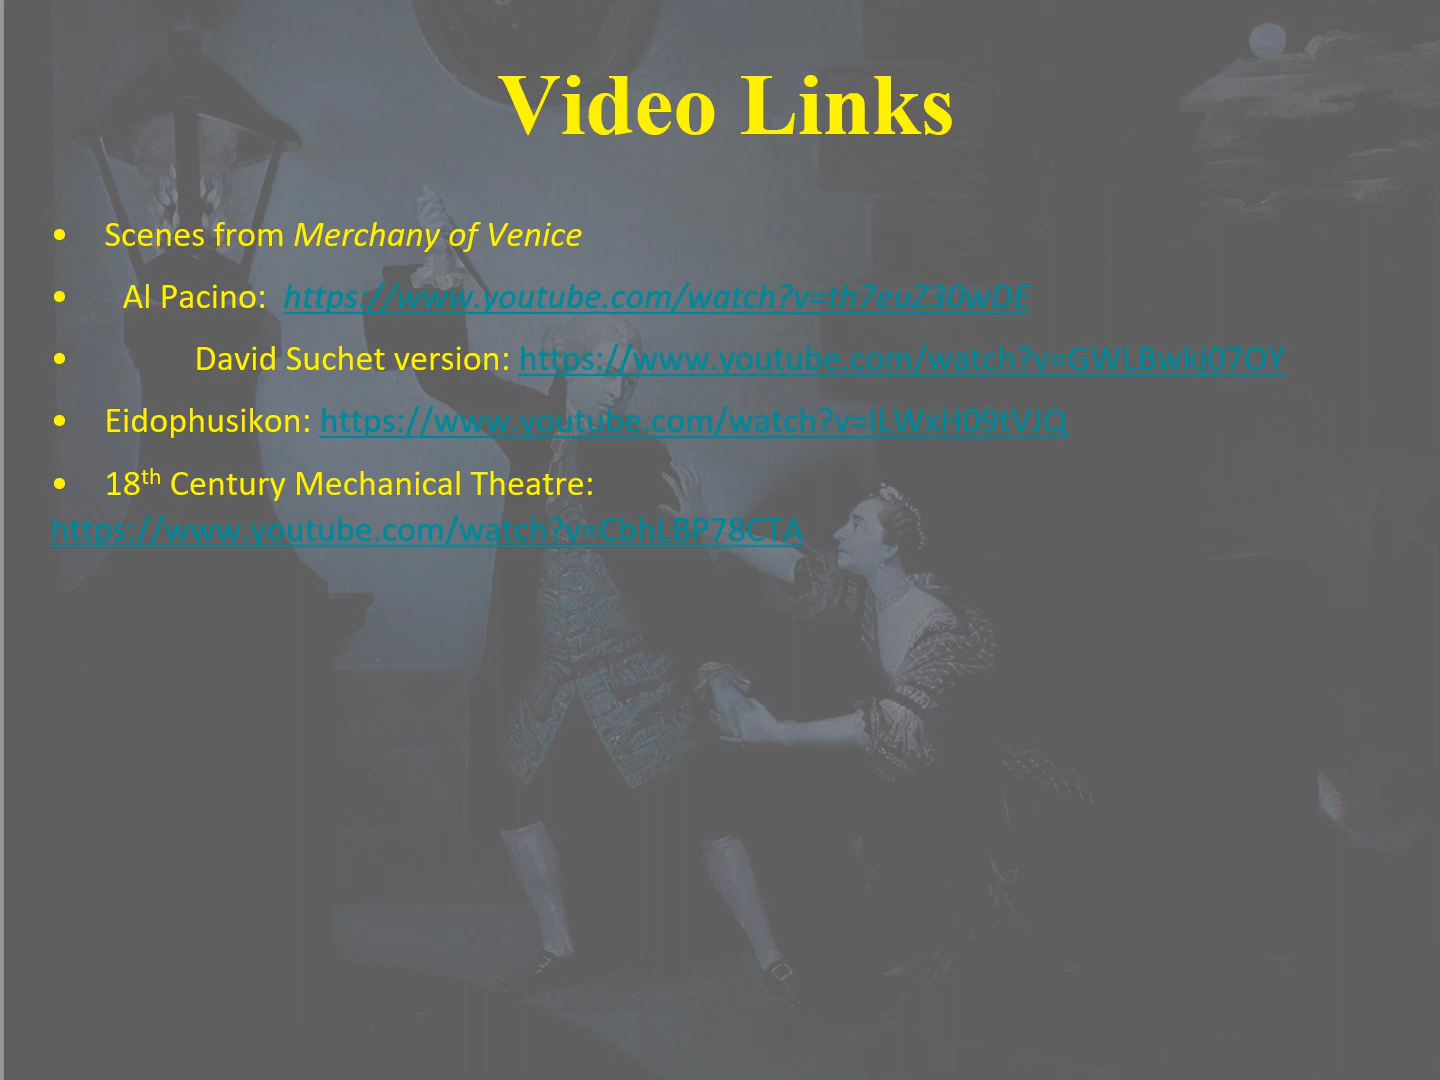 Video Links
• Scenes from Merchany of Venice
• Al Pacino: https://www.youtube.com/watch?v=th7euZ30wDE
• David Suchet version: https://www.youtube.com/watch?v=GWLBwkj07OY
• Eidophusikon: https://www.youtube.com/watch?v=ILWxH09tVJQ
• 18th Century Mechanical Theatre:
https://www.youtube.com/watch?v=CbhLBP78CTA